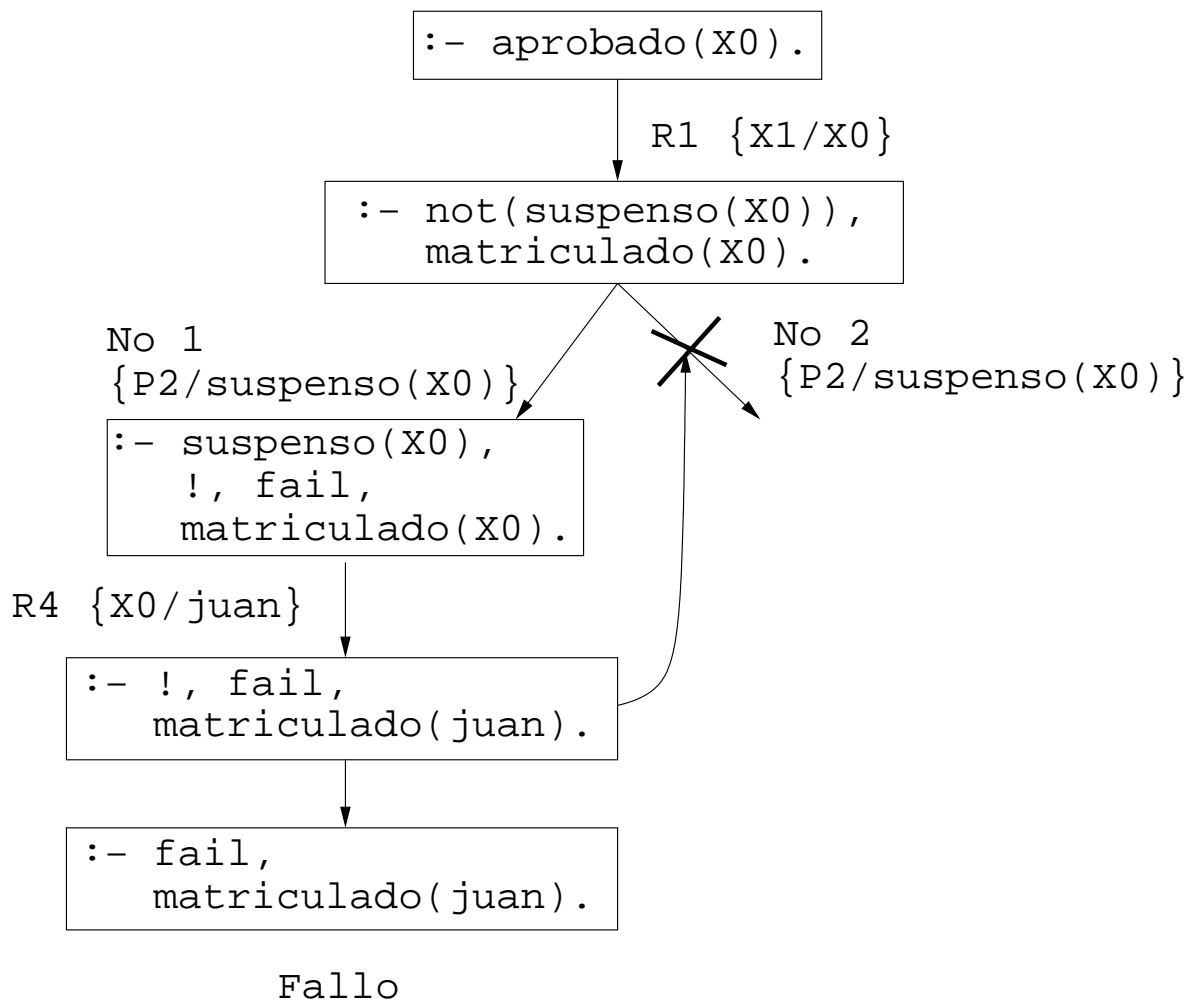 :- aprobado(X0).
R1 {X1/X0}
:- not(suspenso(X0)),
matriculado(X0).
No 1
{P2/suspenso(X0)}
No 2
{P2/suspenso(X0)}
:- suspenso(X0),
!, fail,
matriculado(X0).
R4 {X0/juan}
:- !, fail,
matriculado(juan).
:- fail,
matriculado(juan).
Fallo